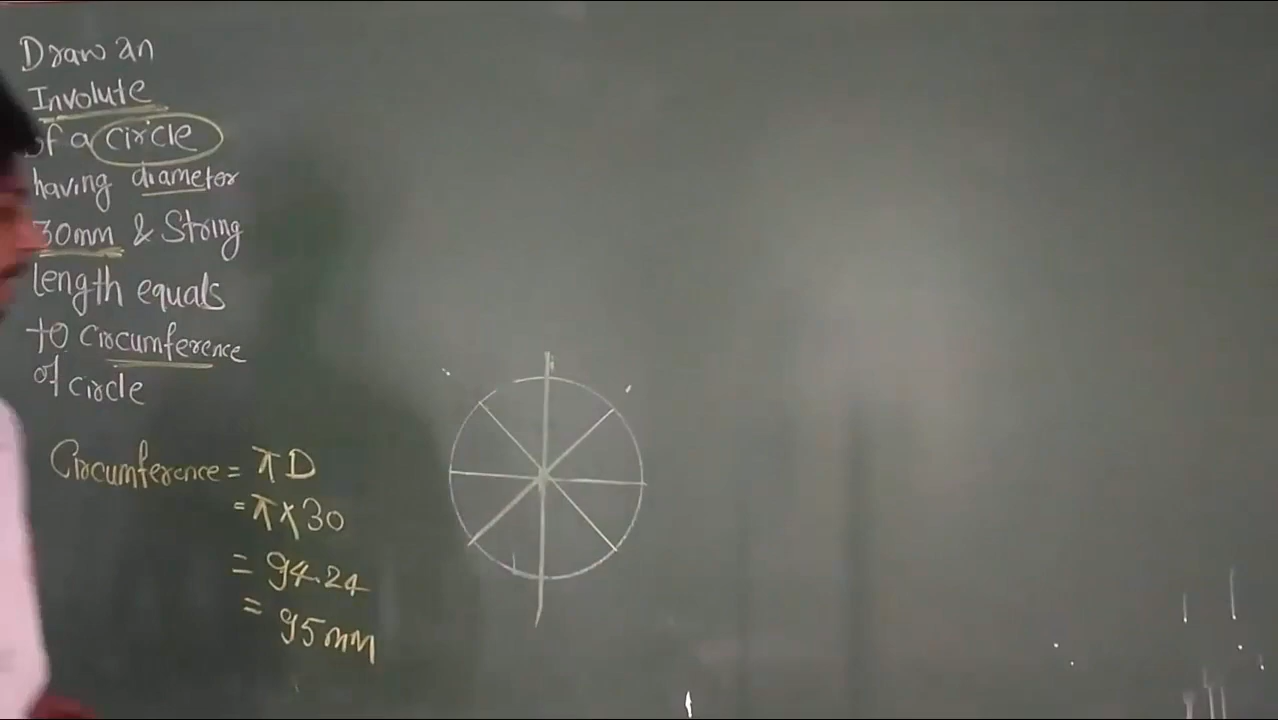 Draw an
Involute
of a circle
having diameter
30mm & String
length equals
to Circumference
of circle
Circumference = πD
= π×30
= 94.24
= 95mm